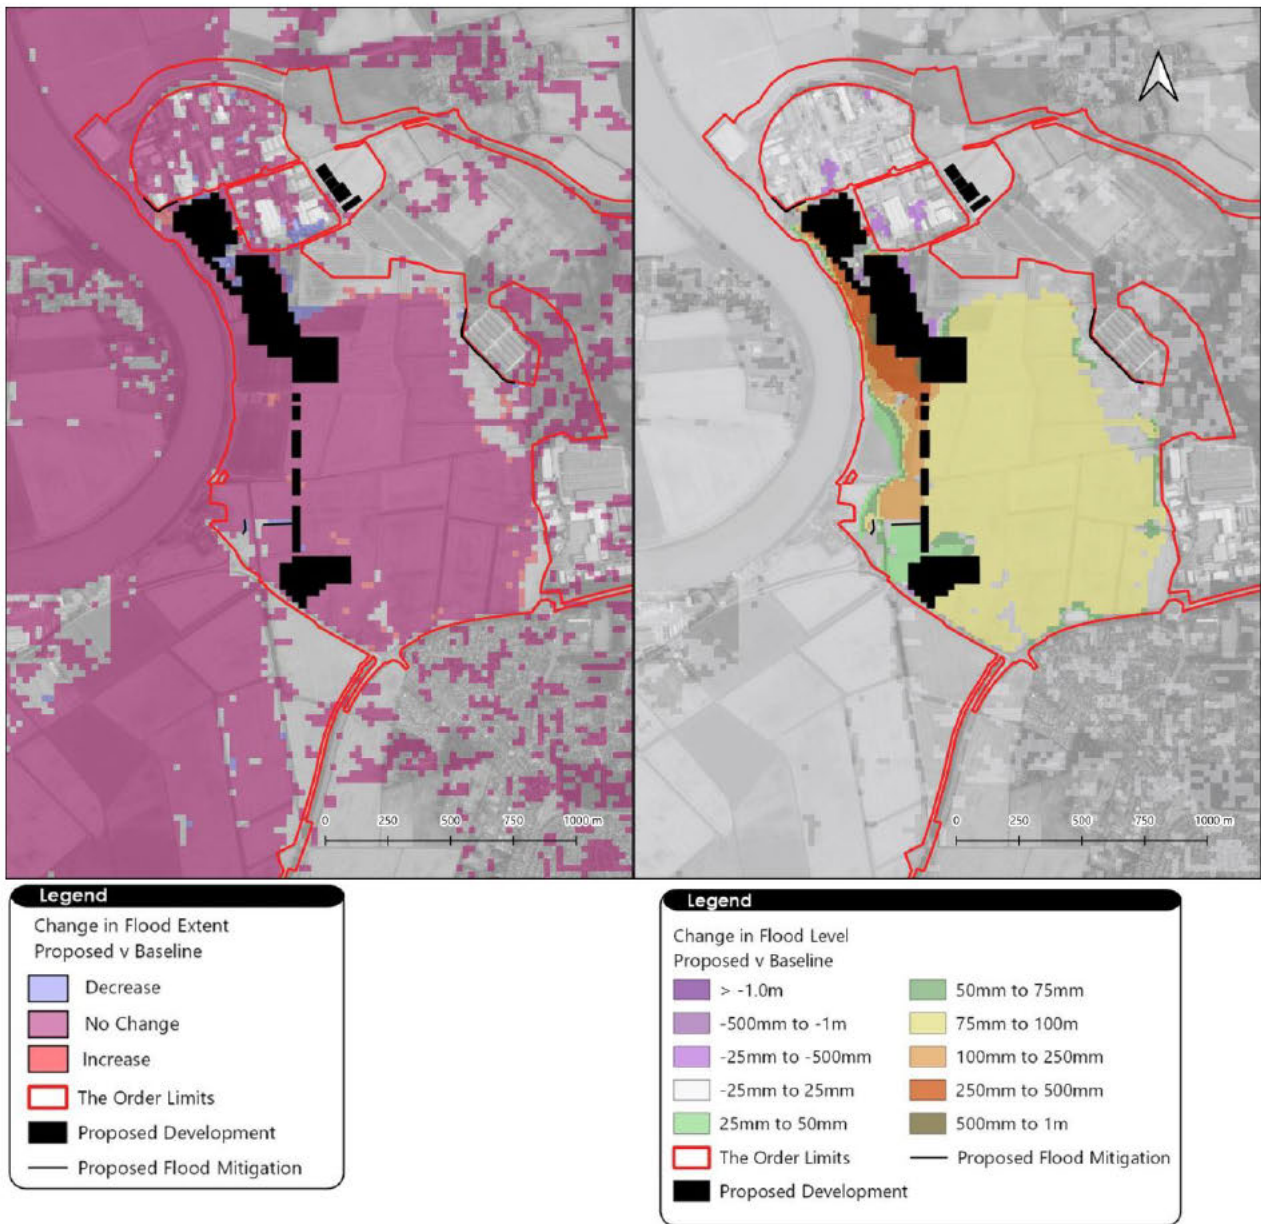 0 250 500 750 1000 m
0 250 500 750 1000 m
Legend
Change in Flood Extent
Proposed v Baseline
Decrease
No Change
Increase
The Order Limits
Proposed Development
Proposed Flood Mitigation
Legend
Change in Flood Level
Proposed v Baseline
> -1.0m
-500mm to -1m
-25mm to -500mm
-25mm to 25mm
25mm to 50mm
The Order Limits
Proposed Development
50mm to 75mm
75mm to 100m
100mm to 250mm
250mm to 500mm
500mm to 1m
Proposed Flood Mitigation